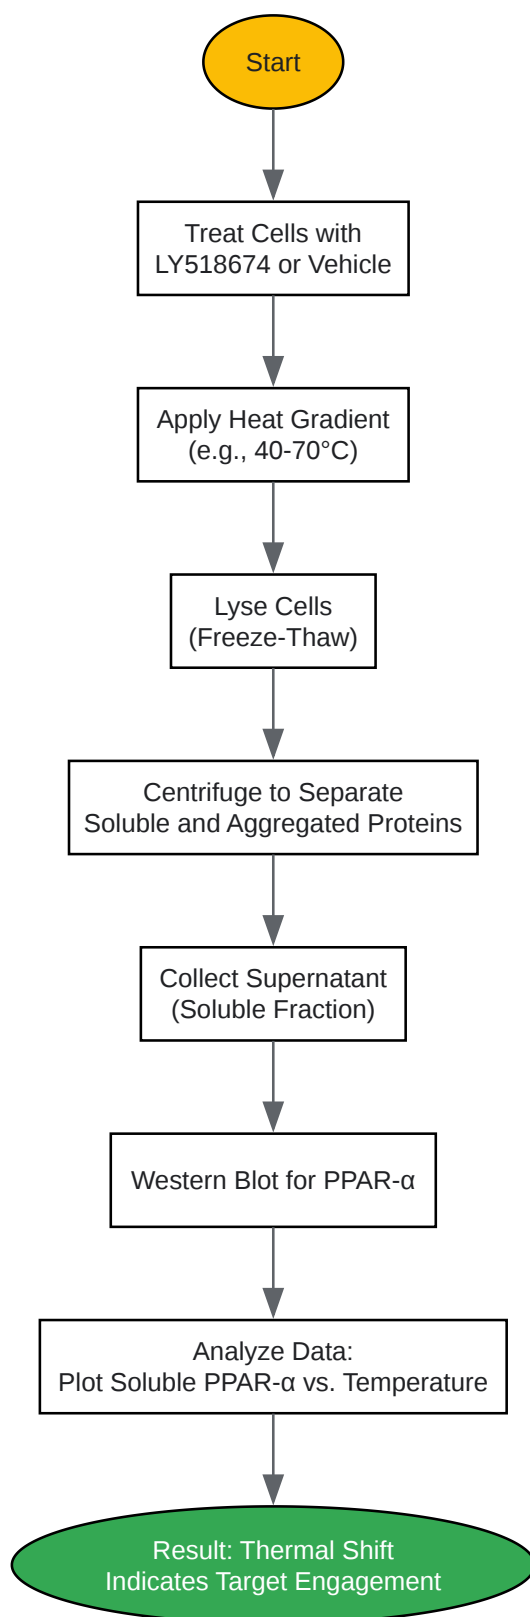 Start
Treat Cells with
LY518674 or Vehicle
Apply Heat Gradient
(e.g., 40-70°C)
Lyse Cells
(Freeze-Thaw)
Centrifuge to Separate
Soluble and Aggregated Proteins
Collect Supernatant
(Soluble Fraction)
Western Blot for PPAR-α
Analyze Data:
Plot Soluble PPAR-α vs. Temperature
Result: Thermal Shift
Indicates Target Engagement